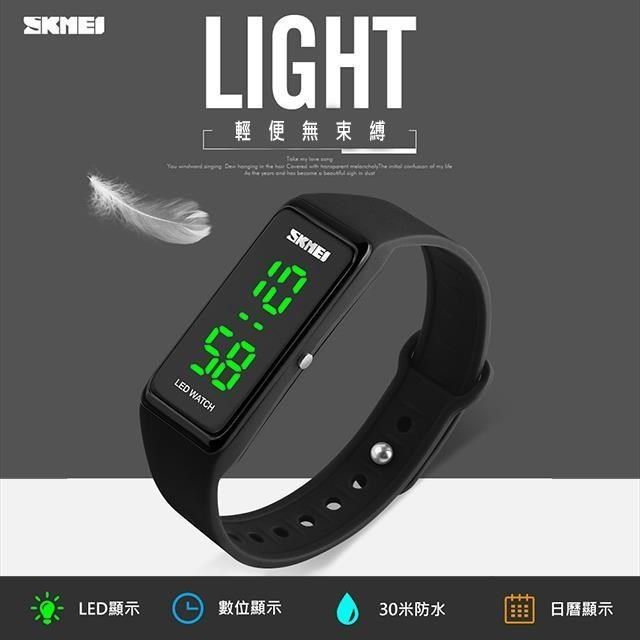 SKMEI
LIGHT
輕便無束縛
Take my love song
You windward singing. Dew hanging in the hair Covered with transparent melancholyThe initial confusion of my life
As the years and has become a beautiful sigh in dust
SKMEI
10
58
LED WATCH
LED顯示
數位顯示
30米防水
日曆顯示